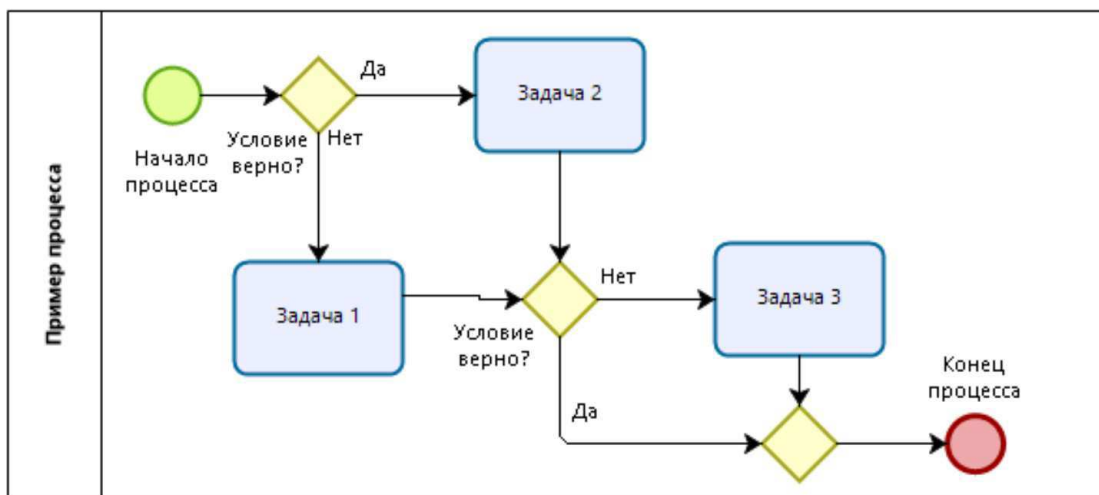 Пример процесса
Начало
процесса
Условие
верно?
Да
Нет
Задача 2
Задача 1
Условие
верно?
Нет
Да
Задача 3
Конец
процесса